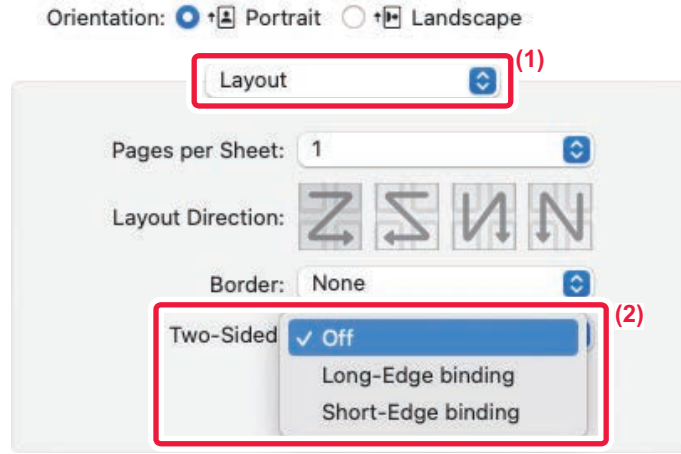 Orientation: Portrait Landscape
(1)
Layout
Pages per Sheet: 1
Layout Direction:
Border: None
(2)
Two-Sided ✓ Off
Long-Edge binding
Short-Edge binding